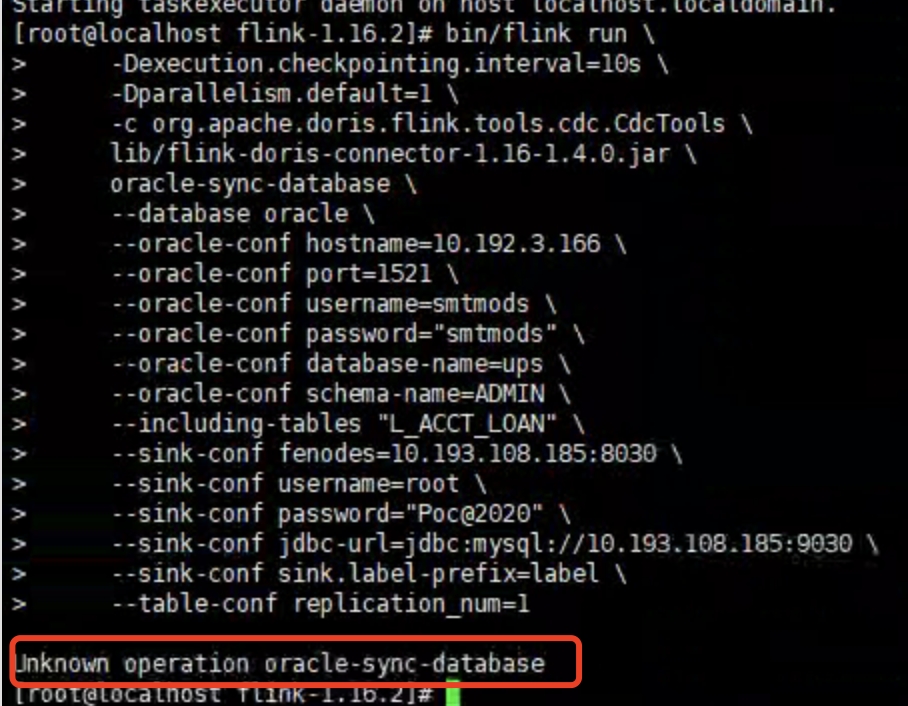 Starting taskexecutor daemon on host localhost.localdomain.
[root@localhost flink-1.16.2]# bin/flink run \
> -Dexecution.checkpointing.interval=10s \
> -Dparallelism.default=1 \
> -c org.apache.doris.flink.tools.cdc.CdcTools \
> lib/flink-doris-connector-1.16-1.4.0.jar \
> oracle-sync-database \
> --database oracle \
> --oracle-conf hostname=10.192.3.166 \
> --oracle-conf port=1521 \
> --oracle-conf username=smtmods \
> --oracle-conf password="smtmods" \
> --oracle-conf database-name=ups \
> --oracle-conf schema-name=ADMIN \
> --including-tables "L_ACCT_LOAN" \
> --sink-conf fenodes=10.193.108.185:8030 \
> --sink-conf username=root \
> --sink-conf password="Poc@2020" \
> --sink-conf jdbc-url=jdbc:mysql://10.193.108.185:9030 \
> --sink-conf sink.label-prefix=label \
> --table-conf replication_num=1
Unknown operation oracle-sync-database
[root@localhost flink-1.16.2]#